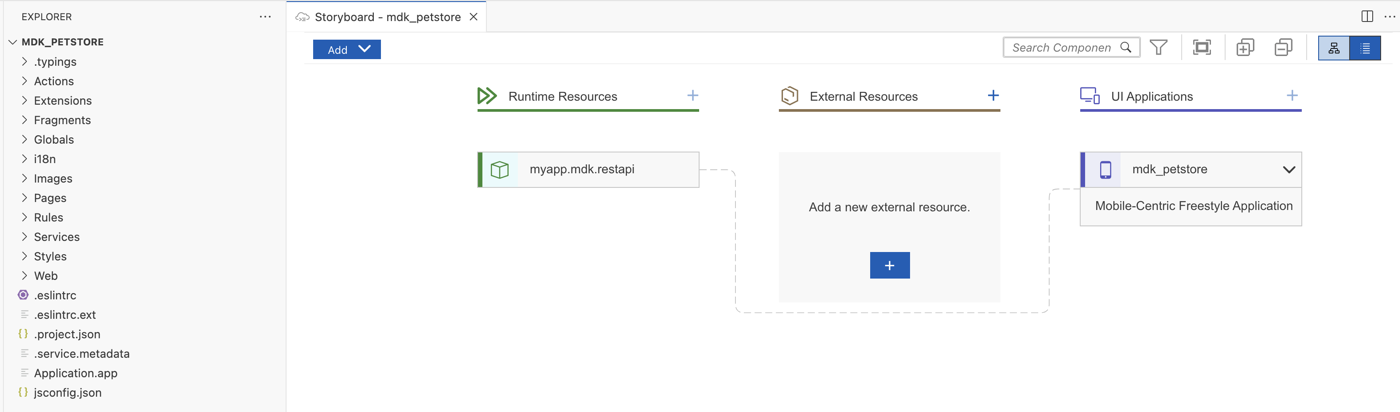 EXPLORER
MDK_PETSTORE
.typings
Actions
Extensions
Fragments
Globals
i18n
Images
Pages
Rules
Services
Styles
Web
.eslintrc
.eslintrc.ext
.project.json
.service.metadata
Application.app
jsconfig.json
Storyboard - mdk_petstore
Add
Search Componen
Runtime Resources
External Resources
UI Applications
myapp.mdk.restapi
Add a new external resource.
mdk_petstore
Mobile-Centric Freestyle Application